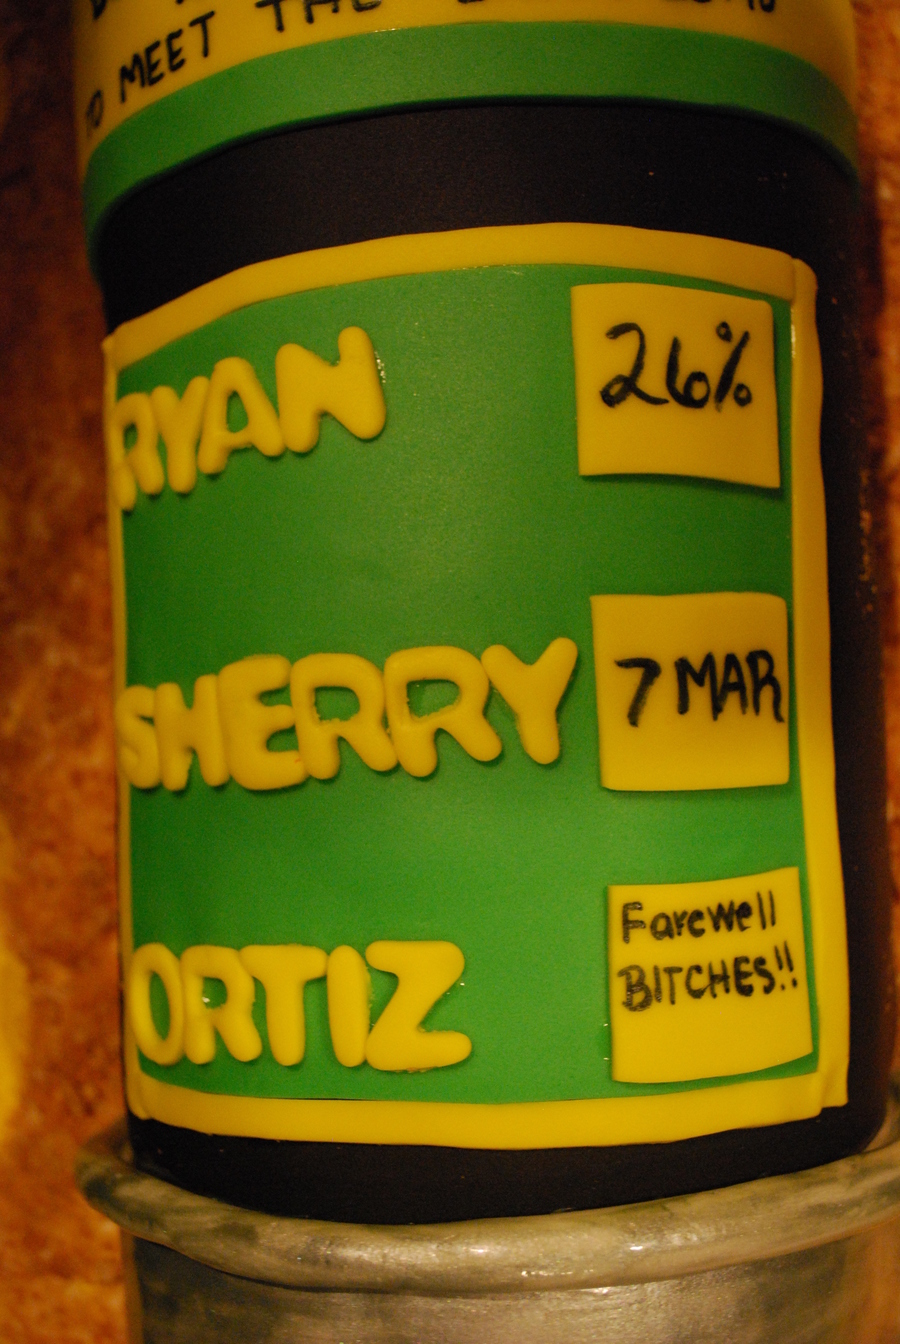 TO MEET THE
RYAN
26%
SHERRY
7 MAR
ORTIZ
Farewell
BITCHES!!